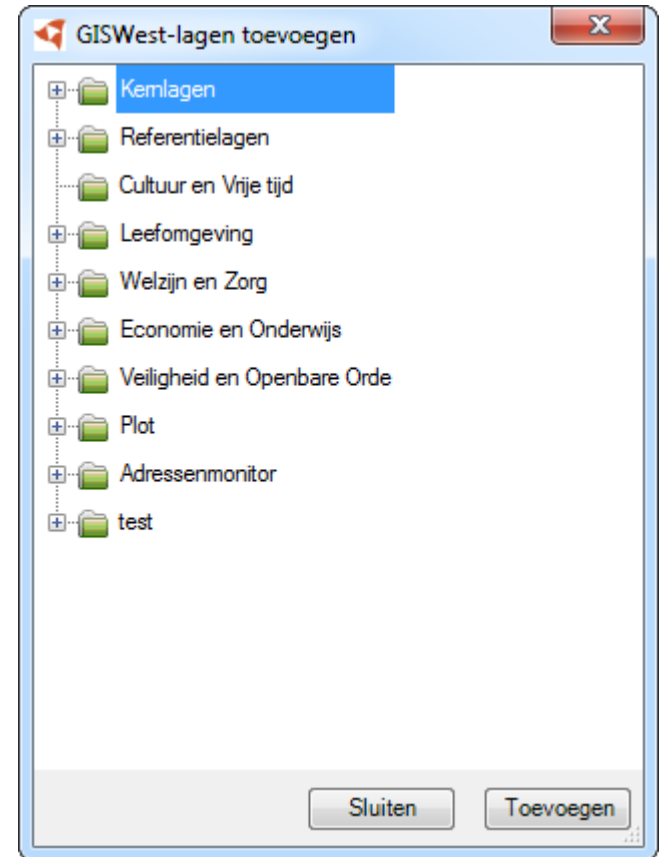 GISWest-lagen toevoegen
Kernlagen
Referentielagen
Cultuur en Vrije tijd
Leefomgeving
Welzijn en Zorg
Economie en Onderwijs
Veiligheid en Openbare Orde
Plot
Adressenmonitor
test
Sluiten
Toevoegen